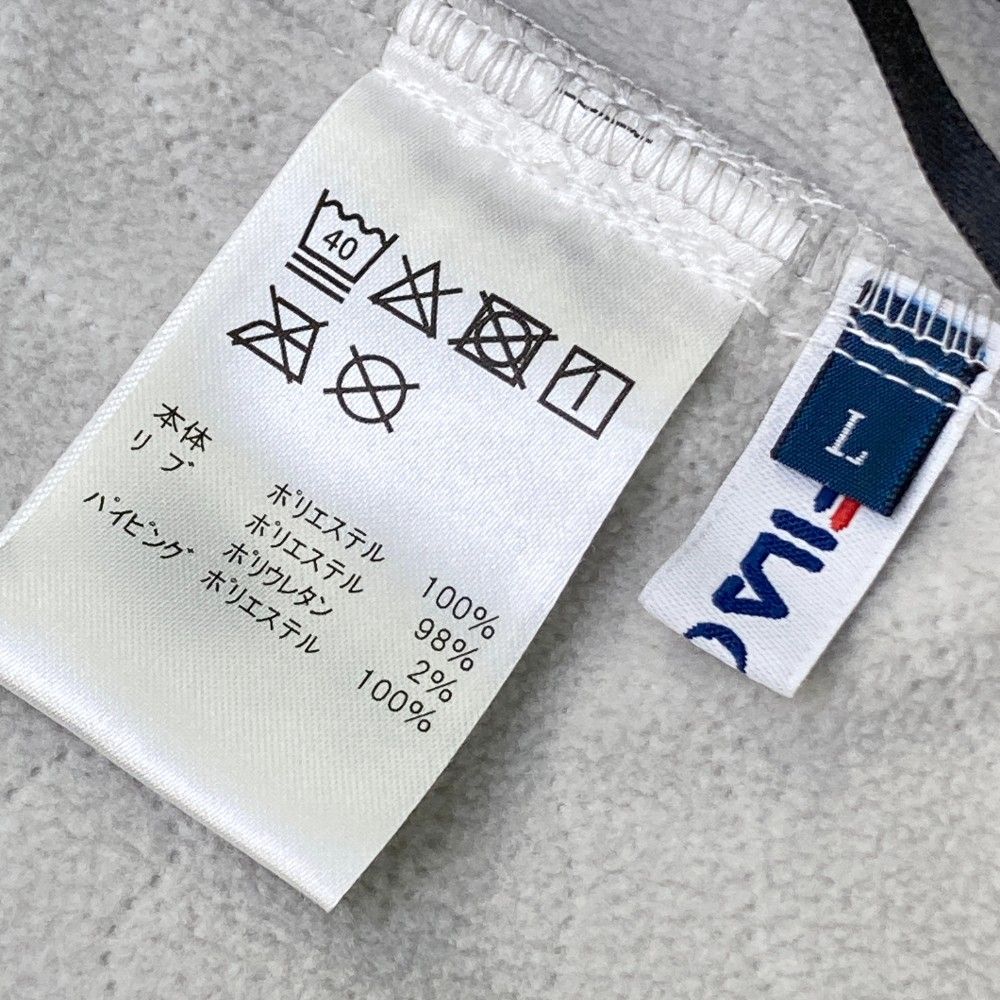 40
本体 ポリエステル 100%
リブ ポリエステル 98%
ポリウレタン 2%
パイピング ポリエステル 100%
L
FILA